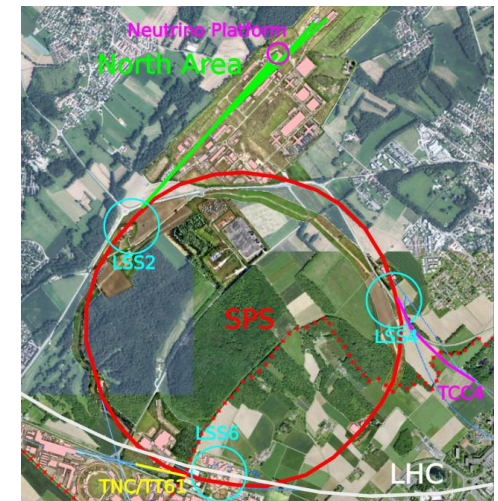 Neutrino Platform
North Area
LSS2
SPS
LSS4
TCC4
LSS6
TNC/TT61
LHC